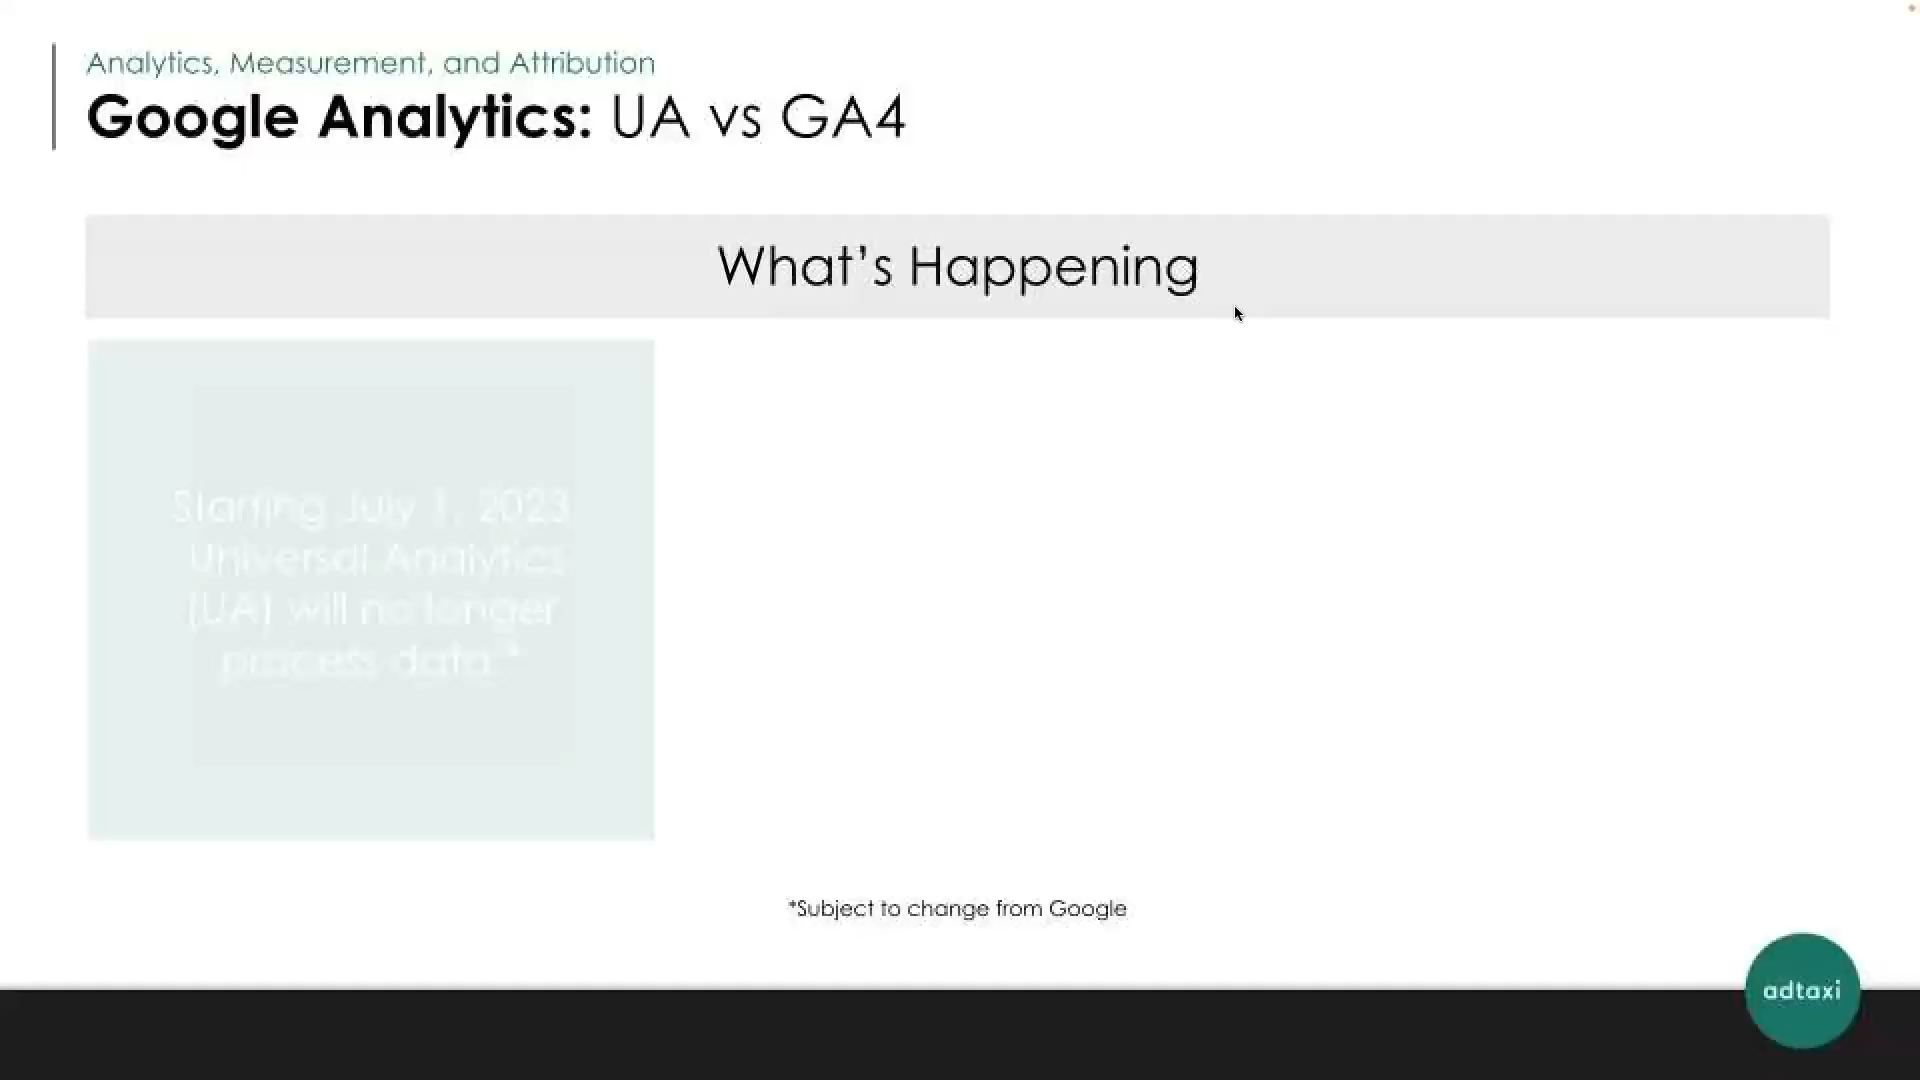 Analytics, Measurement, and Attribution
Google Analytics: UA vs GA4
What’s Happening
Starting July 1, 2023
Universal Analytics
(UA) will no longer
process data.*
*Subject to change from Google
adtaxi